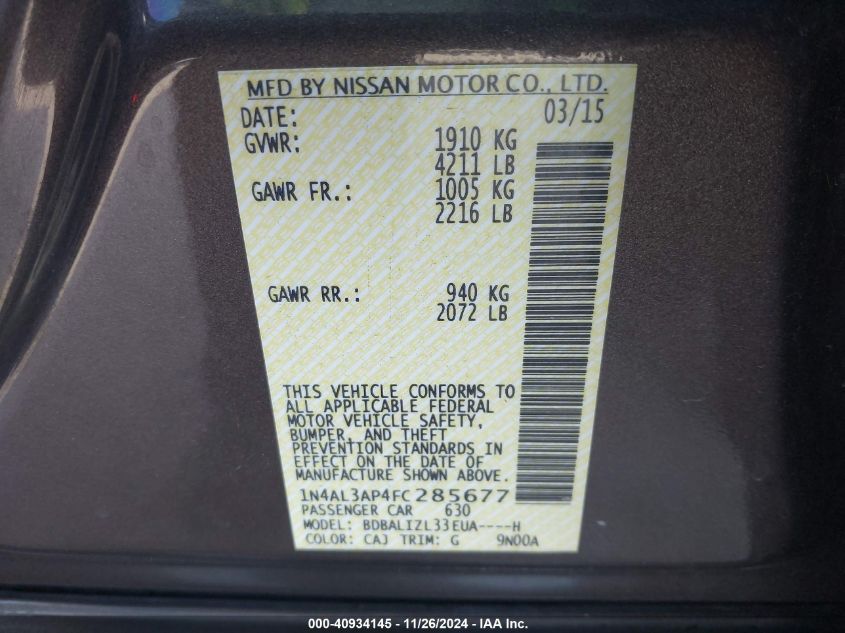 MFD BY NISSAN MOTOR CO., LTD.
DATE: 03/15
GVWR: 1910 KG
4211 LB
GAWR FR.: 1005 KG
2216 LB
GAWR RR.: 940 KG
2072 LB
THIS VEHICLE CONFORMS TO
ALL APPLICABLE FEDERAL
MOTOR VEHICLE SAFETY,
BUMPER, AND THEFT
PREVENTION STANDARDS IN
EFFECT ON THE DATE OF
MANUFACTURE SHOWN ABOVE.
1N4AL3AP4FC285677
PASSENGER CAR 630
MODEL: BDBALIZL33EUA----H
COLOR: CAJ TRIM: G 9N00A
000-40934145 - 11/26/2024 - IAA Inc.